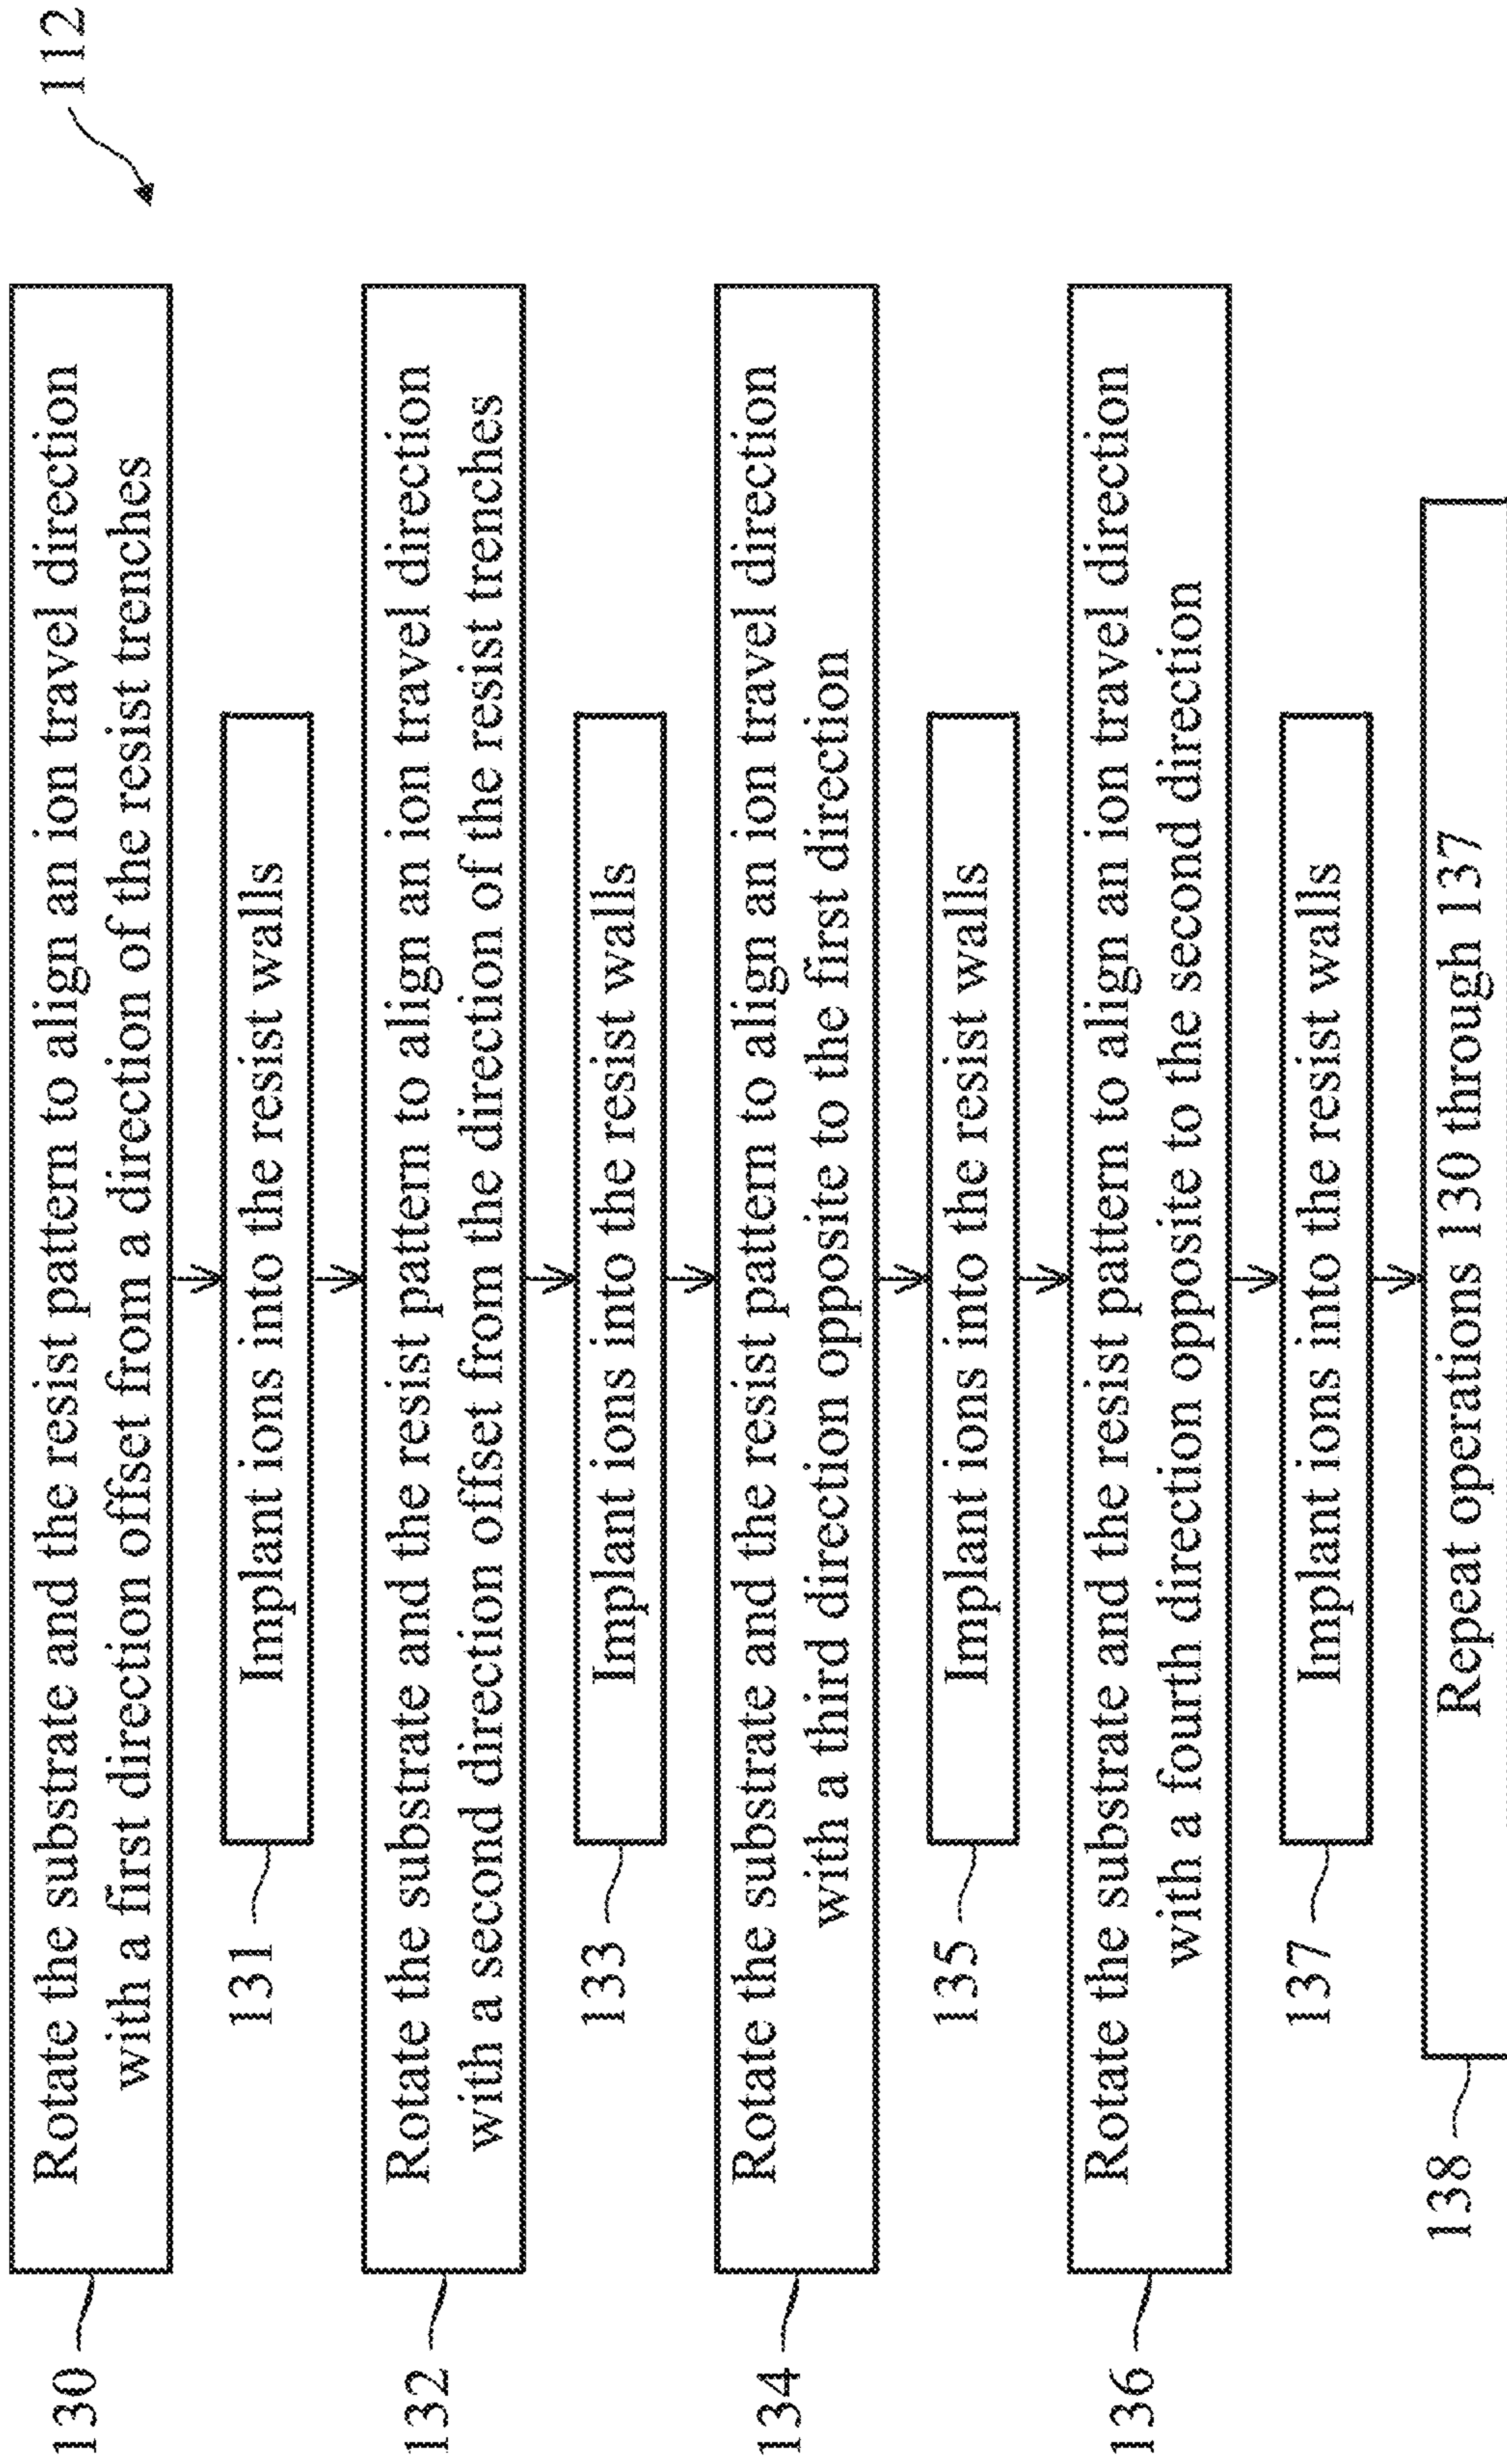 112
130
Rotate the substrate and the resist pattern to align an ion travel direction
with a first direction offset from a direction of the resist trenches
131
Implant ions into the resist walls
132
Rotate the substrate and the resist pattern to align an ion travel direction
with a second direction offset from the direction of the resist trenches
133
Implant ions into the resist walls
134
Rotate the substrate and the resist pattern to align an ion travel direction
with a third direction opposite to the first direction
135
Implant ions into the resist walls
136
Rotate the substrate and the resist pattern to align an ion travel direction
with a fourth direction opposite to the second direction
137
Implant ions into the resist walls
138
Repeat operations 130 through 137